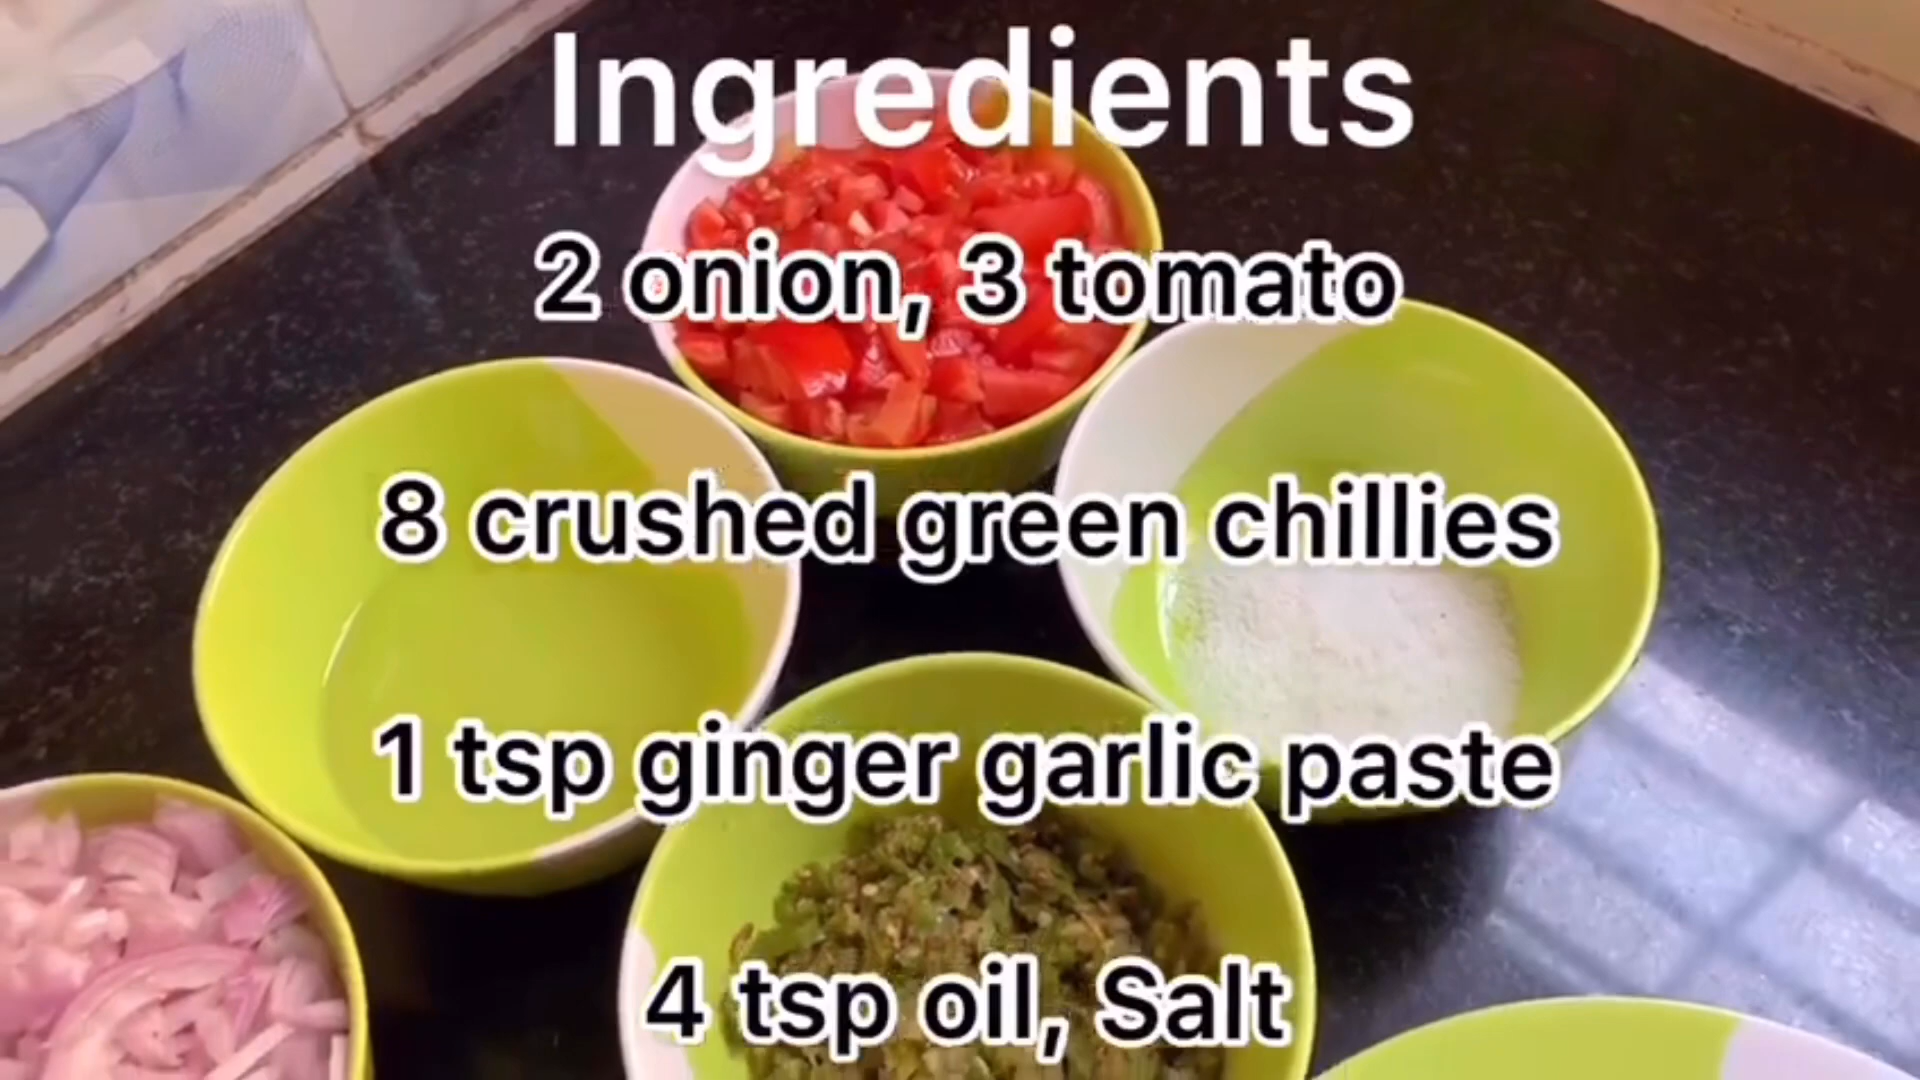 Ingredients
2 onion, 3 tomato
8 crushed green chillies
1 tsp ginger garlic paste
4 tsp oil, Salt